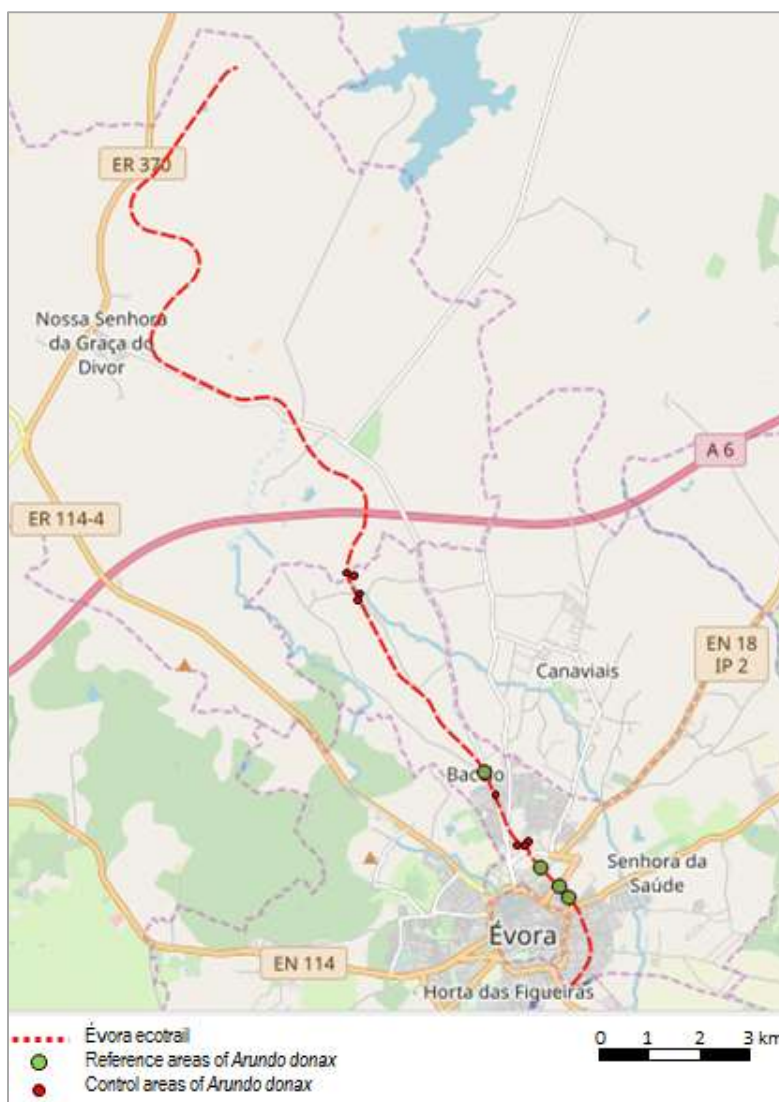 ER 370
Nossa Senhora
da Graça do
Divor
A 6
ER 114-4
EN 18
IP 2
Canaviais
Senhora da
Saúde
Évora
EN 114
Horta das Figueiras
Évora ecotrail
Reference areas of Arundo donax
Control areas of Arundo donax
0 1 2 3 km